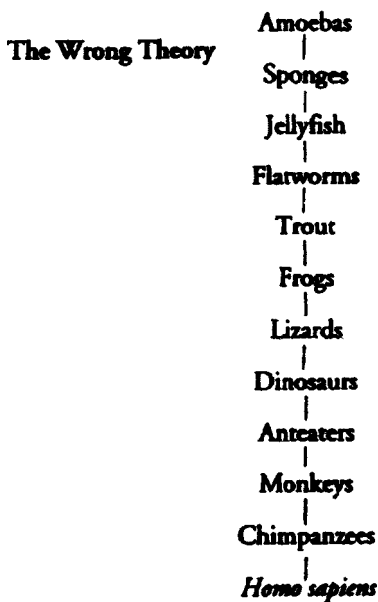 The Wrong Theory
Amoebas
Sponges
Jellyfish
Flatworms
Trout
Frogs
Lizards
Dinosaurs
Anteaters
Monkeys
Chimpanzees
Homo sapiens